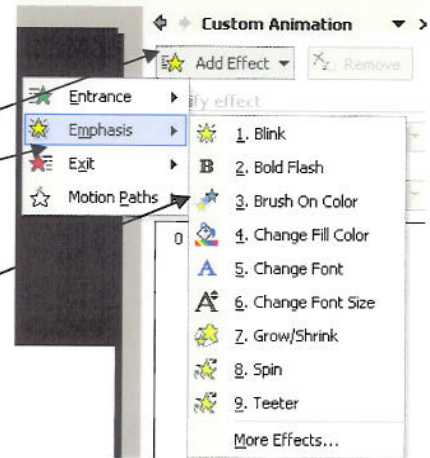 Custom Animation
Add Effect
Remove
ify effect
Entrance
Emphasis
Exit
Motion Paths
0
1. Blink
2. Bold Flash
3. Brush On Color
4. Change Fill Color
5. Change Font
6. Change Font Size
7. Grow/Shrink
8. Spin
9. Teeter
More Effects...